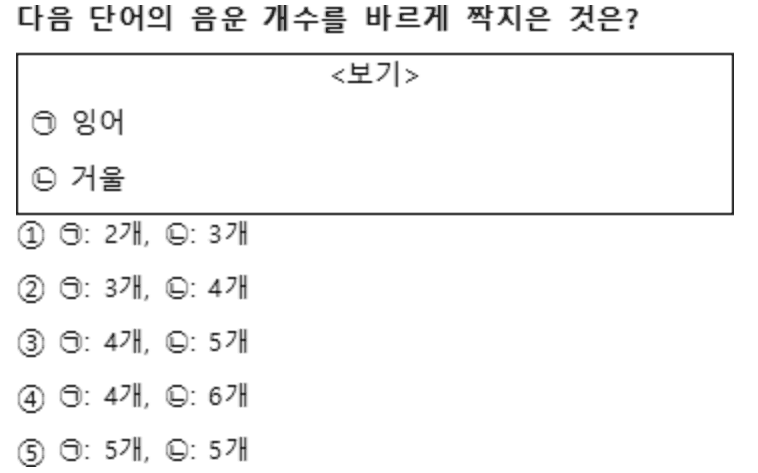 다음 단어의 음운 개수를 바르게 짝지은 것은?
<보기>
㉠ 잉어
㉡ 거울
① ㉠: 2개, ㉡: 3개
② ㉠: 3개, ㉡: 4개
③ ㉠: 4개, ㉡: 5개
④ ㉠: 4개, ㉡: 6개
⑤ ㉠: 5개, ㉡: 5개